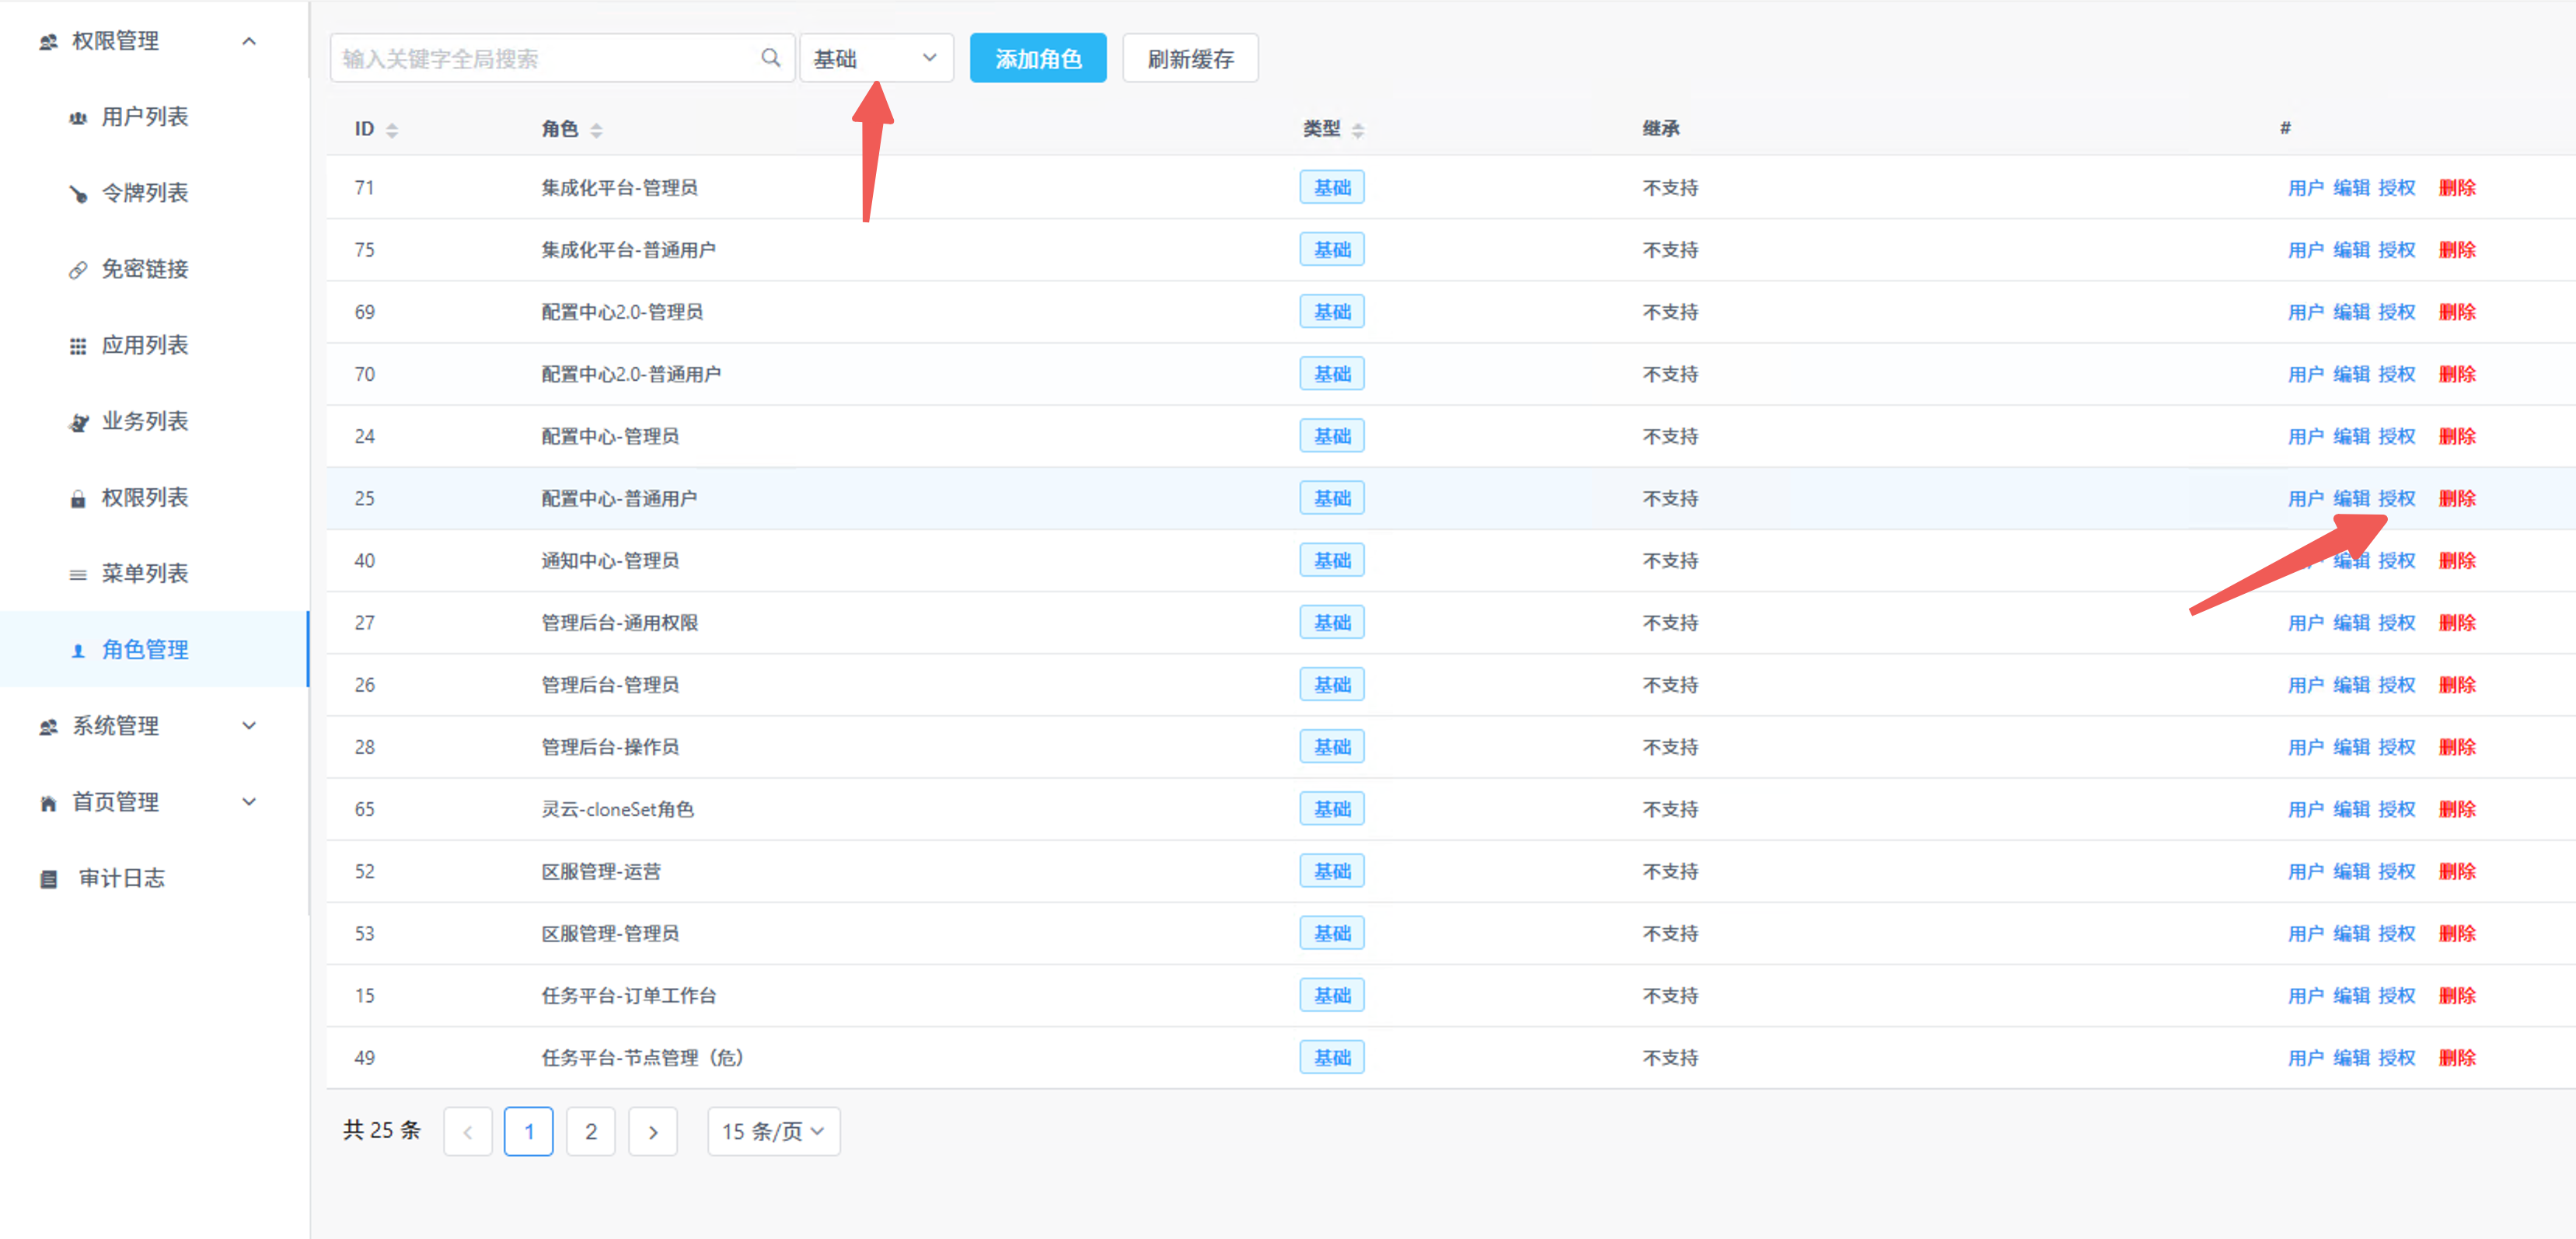 权限管理
用户列表
令牌列表
免密链接
应用列表
业务列表
权限列表
菜单列表
角色管理
系统管理
首页管理
审计日志
输入关键字全局搜索 基础 添加角色 刷新缓存
ID 角色 类型 继承 #
71 集成化平台-管理员 基础 不支持 用户 编辑 授权 删除
75 集成化平台-普通用户 基础 不支持 用户 编辑 授权 删除
69 配置中心2.0-管理员 基础 不支持 用户 编辑 授权 删除
70 配置中心2.0-普通用户 基础 不支持 用户 编辑 授权 删除
24 配置中心-管理员 基础 不支持 用户 编辑 授权 删除
25 配置中心-普通用户 基础 不支持 用户 编辑 授权 删除
40 通知中心-管理员 基础 不支持 编辑 授权 删除
27 管理后台-通用权限 基础 不支持 用户 编辑 授权 删除
26 管理后台-管理员 基础 不支持 用户 编辑 授权 删除
28 管理后台-操作员 基础 不支持 用户 编辑 授权 删除
65 灵云-cloneSet角色 基础 不支持 用户 编辑 授权 删除
52 区服管理-运营 基础 不支持 用户 编辑 授权 删除
53 区服管理-管理员 基础 不支持 用户 编辑 授权 删除
15 任务平台-订单工作台 基础 不支持 用户 编辑 授权 删除
49 任务平台-节点管理（危） 基础 不支持 用户 编辑 授权 删除
共 25 条 1 2 15 条/页